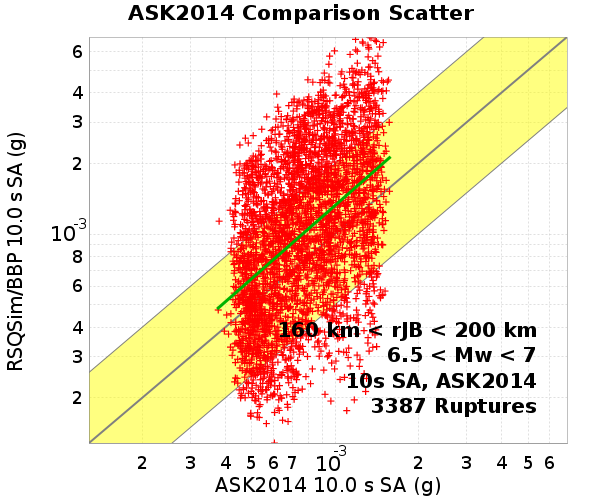 ASK2014 Comparison Scatter
RSQSim/BBP 10.0 s SA (g)
6
4
3
2
10-3
8
6
4
3
2
160 km < rJB < 200 km
6.5 < Mw < 7
10s SA, ASK2014
3387 Ruptures
2 3 4 5 6 7 10-3 2 3 4 5 6
ASK2014 10.0 s SA (g)